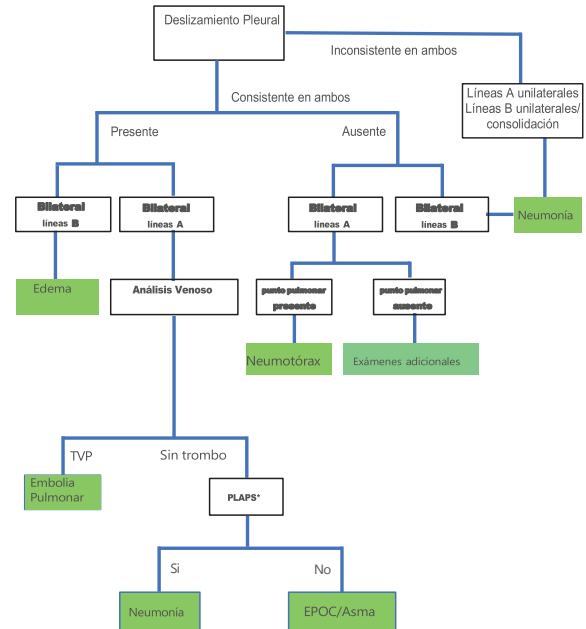 Deslizamiento Pleural
Inconsistente en ambos
Líneas A unilaterales
Líneas B unilaterales/
consolidación
Consistente en ambos
Presente
Ausente
Bilateral
líneas B
Bilateral
líneas A
Bilateral
líneas A
Bilateral
líneas B
Neumonía
Edema
Análisis Venoso
punto pulmonar
presente
punto pulmonar
ausente
Neumotórax
Exámenes adicionales
TVP
Sin trombo
Embolia
Pulmonar
PLAPS*
Si
No
Neumonía
EPOC/Asma